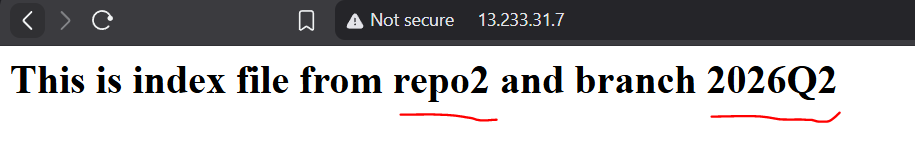 Not secure 13.233.31.7
This is index file from repo2 and branch 2026Q2